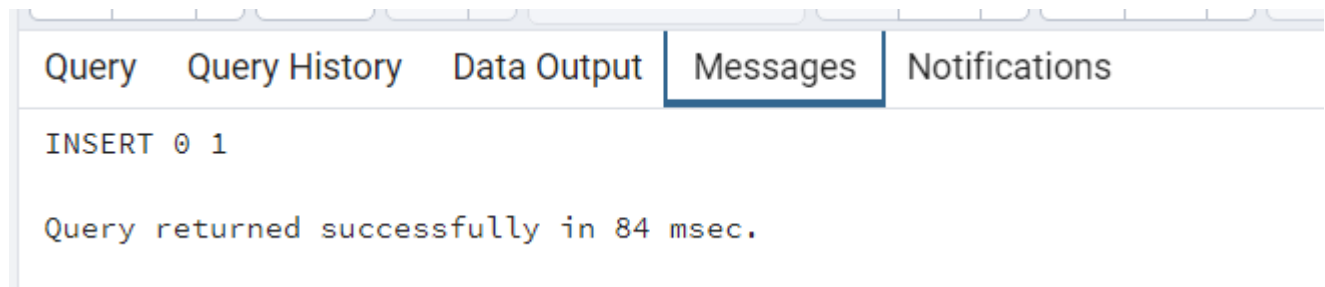 Query Query History Data Output Messages Notifications
INSERT 0 1
Query returned successfully in 84 msec.